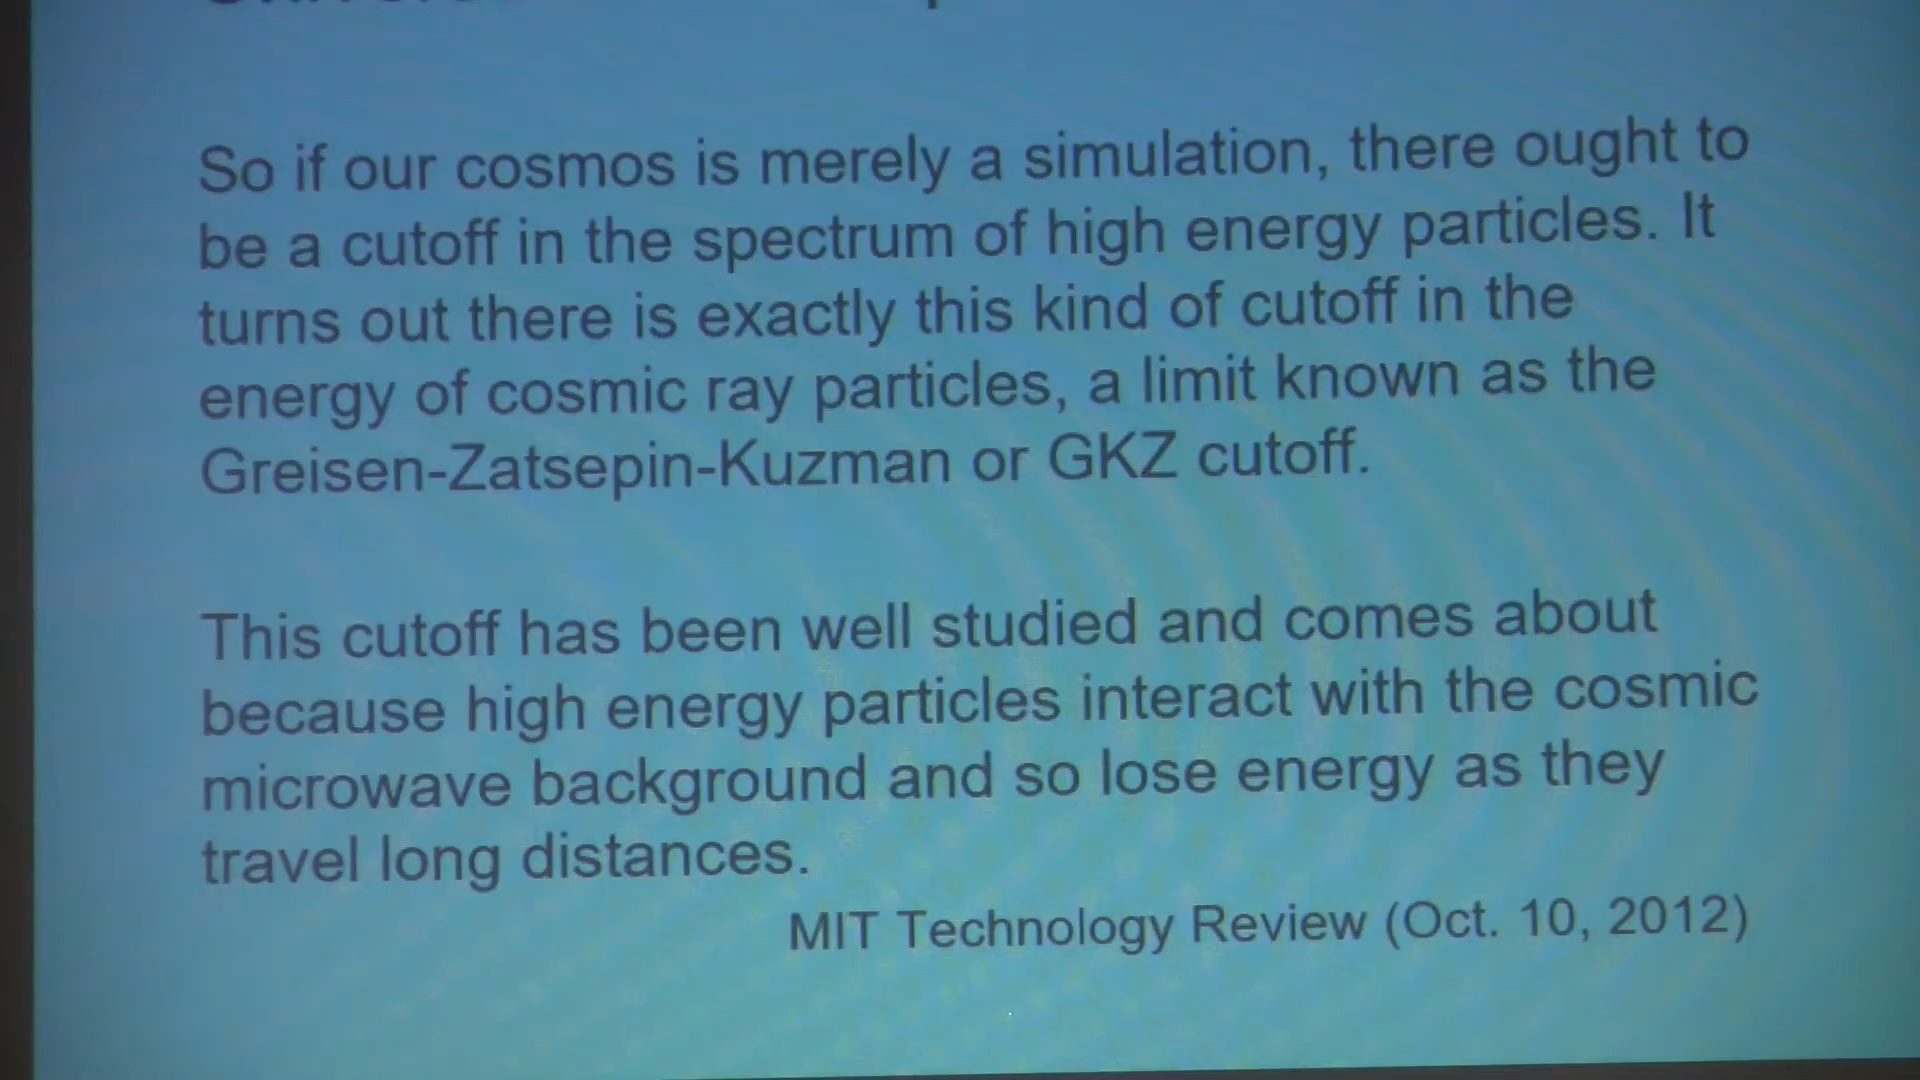 So if our cosmos is merely a simulation, there ought to
be a cutoff in the spectrum of high energy particles. It
turns out there is exactly this kind of cutoff in the
energy of cosmic ray particles, a limit known as the
Greisen-Zatsepin-Kuzman or GKZ cutoff.
This cutoff has been well studied and comes about
because high energy particles interact with the cosmic
microwave background and so lose energy as they
travel long distances.
MIT Technology Review (Oct. 10, 2012)